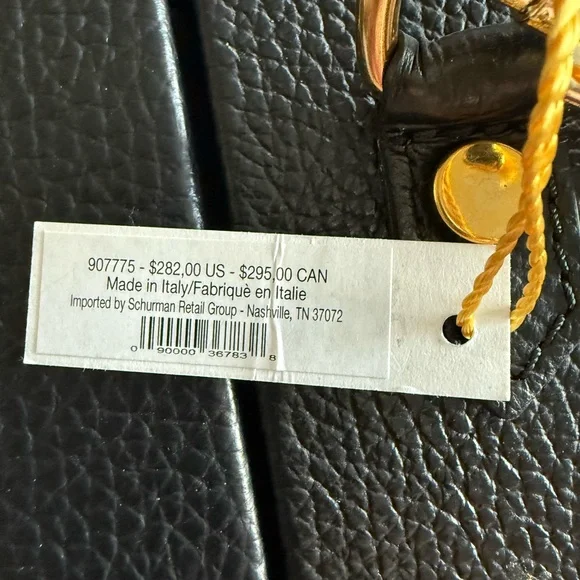 907775 - $282,00 US - $295,00 CAN
Made in Italy/Fabriquè en Italie
Imported by Schurman Retail Group - Nashville, TN 37072
0 90000 36783 8